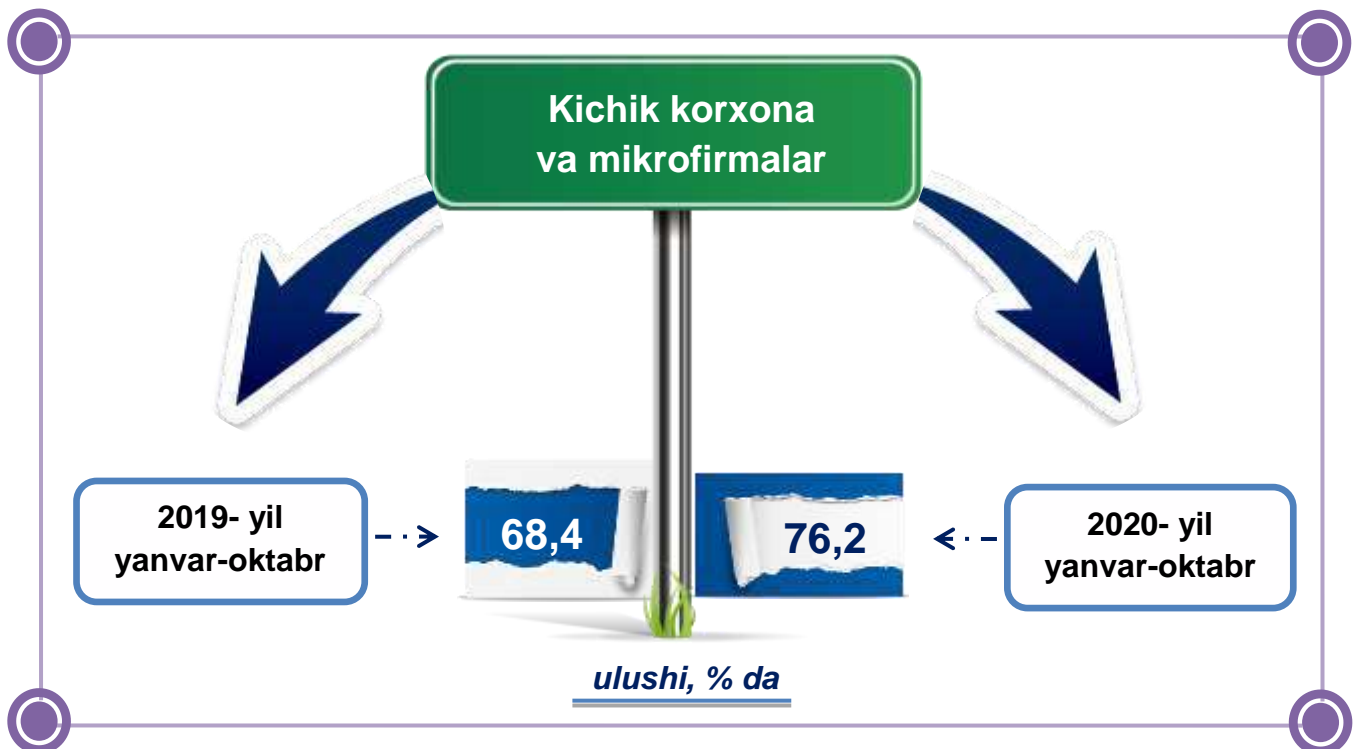 Kichik korxona
va mikrofirmalar
2019- yil
yanvar-oktabr
68,4
76,2
2020- yil
yanvar-oktabr
ulushi, % da